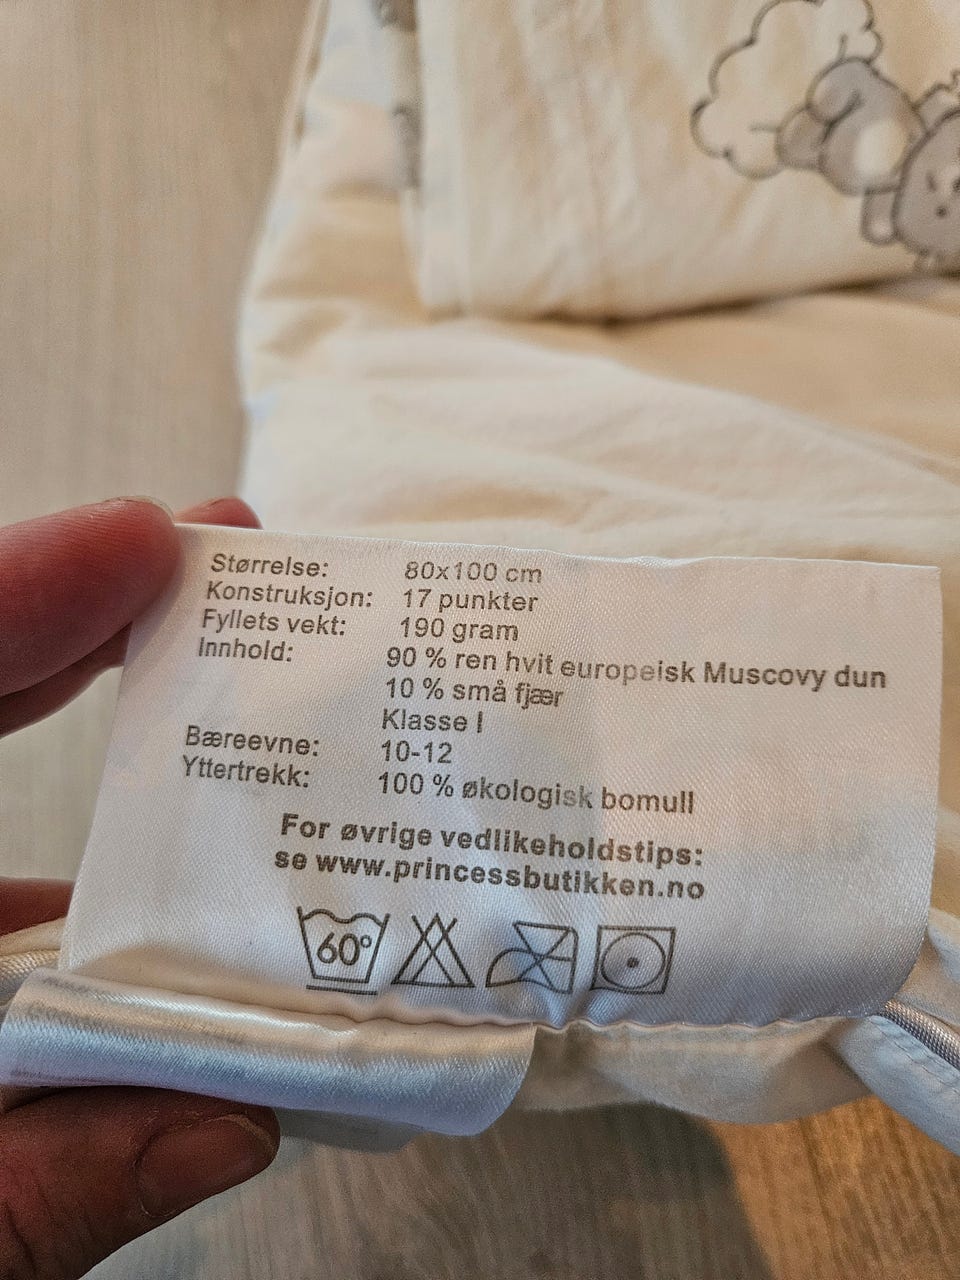 Størrelse: 80x100 cm
Konstruksjon: 17 punkter
Fyllets vekt: 190 gram
Innhold: 90 % ren hvit europeisk Muscovy dun
10 % små fjær
Klasse I
Bæreevne: 10-12
Yttertrekk: 100 % økologisk bomull
For øvrige vedlikeholdstips:
se www.princessbutikken.no
60°